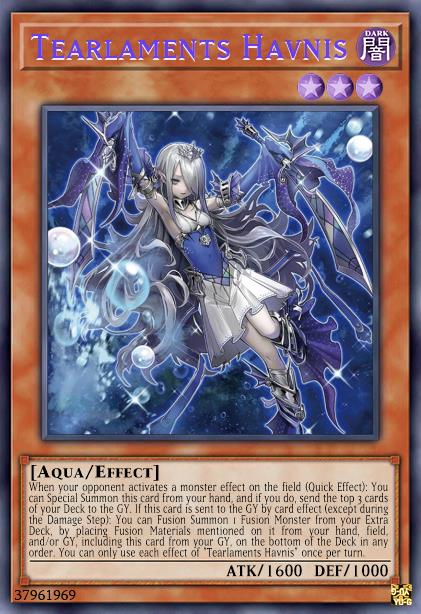 Tearlaments Havnis
DARK
闇
[Aqua/Effect]
When your opponent activates a monster effect on the field (Quick Effect): You
can Special Summon this card from your hand, and if you do, send the top 3 cards
of your Deck to the GY. If this card is sent to the GY by card effect (except during
the Damage Step): You can Fusion Summon 1 Fusion Monster from your Extra
Deck, by placing Fusion Materials mentioned on it from your hand, field,
and/or GY, including this card from your GY, on the bottom of the Deck in any
order. You can only use each effect of "Tearlaments Havnis" once per turn.
ATK/1600 DEF/1000
37961969